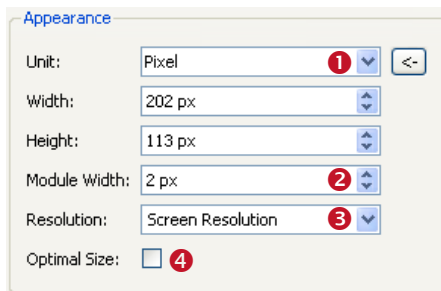 Appearance
Unit: Pixel 1 <-
Width: 202 px
Height: 113 px
Module Width: 2 px 2
Resolution: Screen Resolution 3
Optimal Size: 4